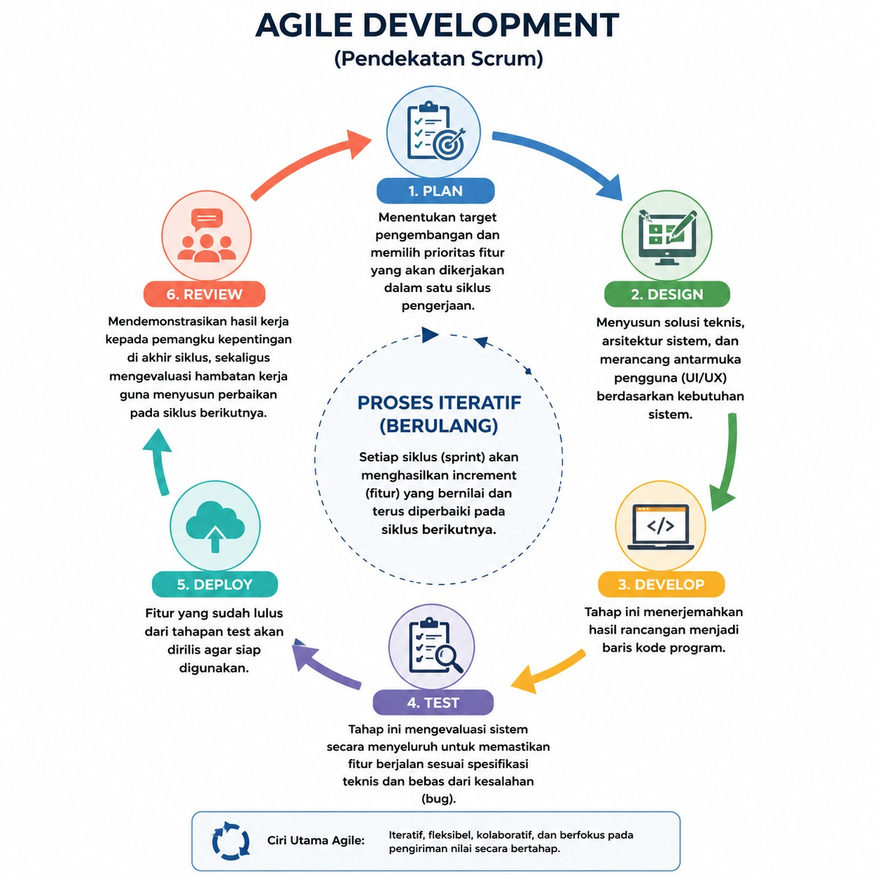 AGILE DEVELOPMENT
(Pendekatan Scrum)
1. PLAN
Menentukan target
pengembangan dan
memilih prioritas fitur
yang akan dikerjakan
dalam satu siklus
pengerjaan.
2. DESIGN
Menyusun solusi teknis,
arsitektur sistem, dan
merancang antarmuka
pengguna (UI/UX)
berdasarkan kebutuhan
sistem.
</>
3. DEVELOP
Tahap ini menerjemahkan
hasil rancangan menjadi
baris kode program.
4. TEST
Tahap ini mengevaluasi sistem
secara menyeluruh untuk memastikan
fitur berjalan sesuai spesifikasi
teknis dan bebas dari kesalahan
(bug).
5. DEPLOY
Fitur yang sudah lulus
dari tahapan test akan
dirilis agar siap
digunakan.
6. REVIEW
Mendemonstrasikan hasil kerja
kepada pemangku kepentingan
di akhir siklus, sekaligus
mengevaluasi hambatan kerja
guna menyusun perbaikan
pada siklus berikutnya.
PROSES ITERATIF
(BERULANG)
Setiap siklus (sprint) akan
menghasilkan increment
(fitur) yang bernilai dan
terus diperbaiki pada
siklus berikutnya.
Ciri Utama Agile:
Iteratif, fleksibel, kolaboratif, dan berfokus pada
pengiriman nilai secara bertahap.